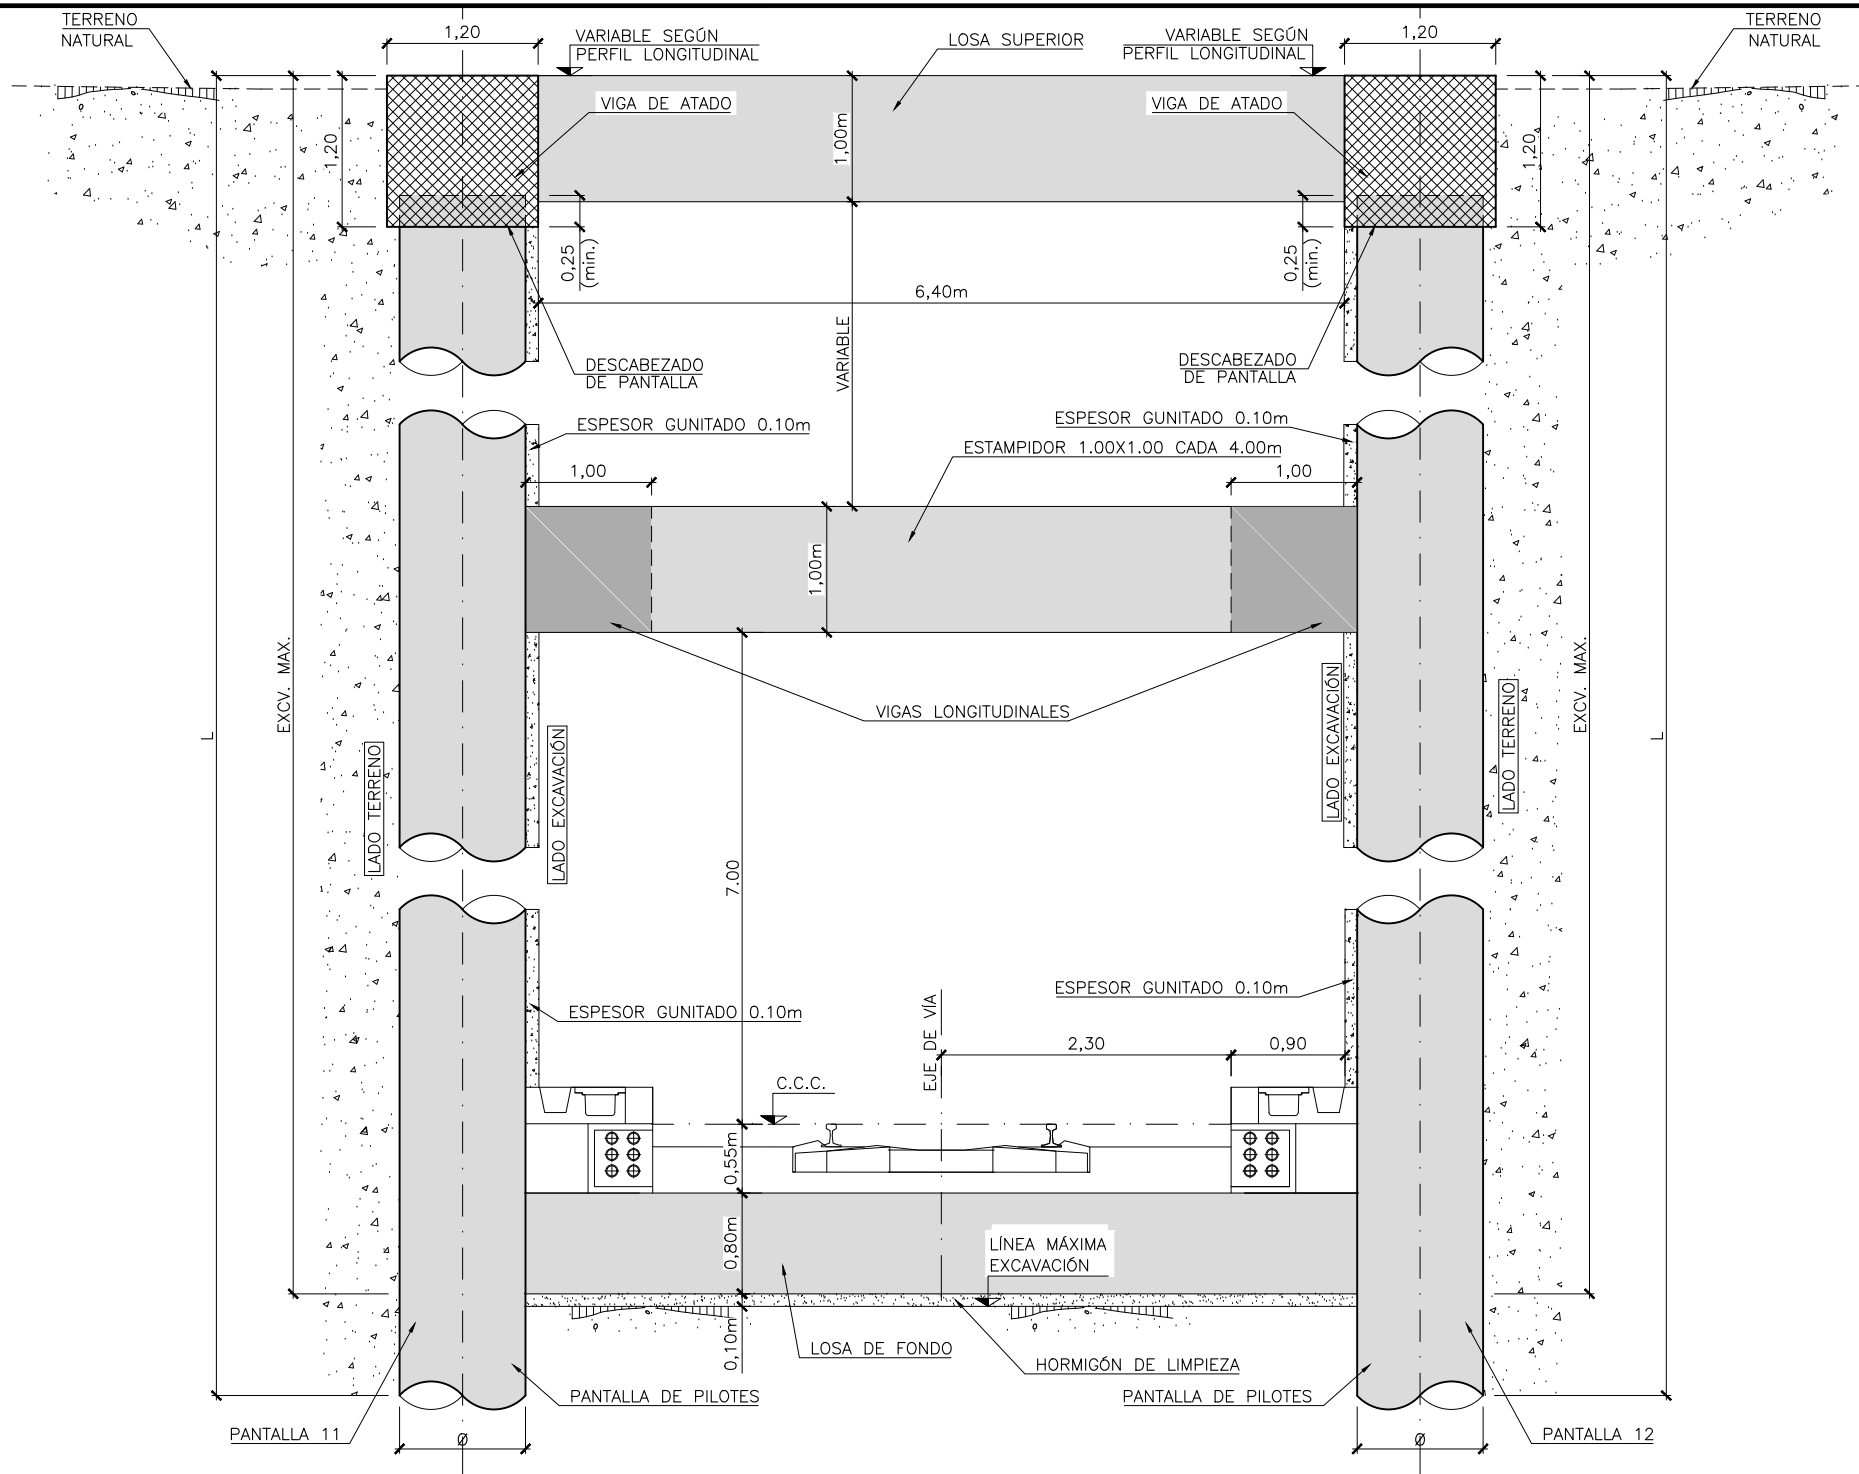 TERRENO
NATURAL
1,20
VARIABLE SEGÚN
PERFIL LONGITUDINAL
LOSA SUPERIOR
VARIABLE SEGÚN
PERFIL LONGITUDINAL
1,20
TERRENO
NATURAL
VIGA DE ATADO
VIGA DE ATADO
1,20
1,00m
1,20
0,25
(min.)
0,25
(min.)
6,40m
VARIABLE
DESCABEZADO
DE PANTALLA
DESCABEZADO
DE PANTALLA
ESPESOR GUNITADO 0.10m
ESPESOR GUNITADO 0.10m
ESTAMPIDOR 1.00X1.00 CADA 4.00m
1,00
1,00
1,00m
EXCV. MAX.
EXCV. MAX.
L
L
VIGAS LONGITUDINALES
LADO TERRENO
LADO EXCAVACIÓN
LADO EXCAVACIÓN
LADO TERRENO
7.00
ESPESOR GUNITADO 0.10m
ESPESOR GUNITADO 0.10m
EJE DE VÍA
2,30
0,90
C.C.C.
0,55m
0,80m
LÍNEA MÁXIMA
EXCAVACIÓN
0,10m
LOSA DE FONDO
HORMIGÓN DE LIMPIEZA
PANTALLA DE PILOTES
PANTALLA DE PILOTES
PANTALLA 11
PANTALLA 12
Ø
Ø